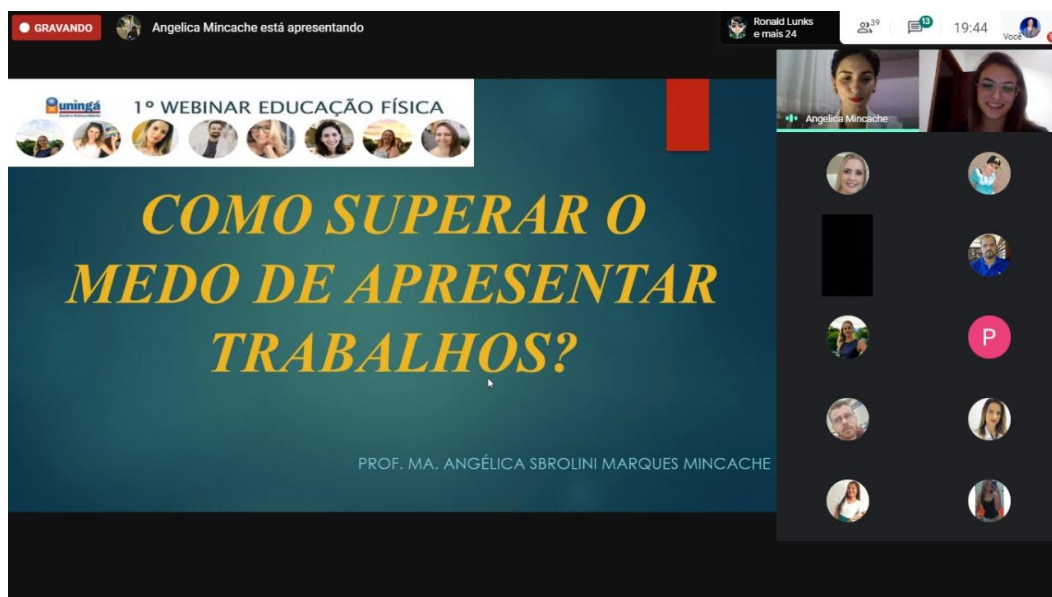 GRAVANDO
Angelica Mincache está apresentando
Ronald Lunks
e mais 24
39
13
19:44
Você
uningá
1º WEBINAR EDUCAÇÃO FÍSICA
Angelica Mincache
COMO SUPERAR O
MEDO DE APRESENTAR
TRABALHOS?
P
PROF. MA. ANGÉLICA SBROLINI MARQUES MINCACHE